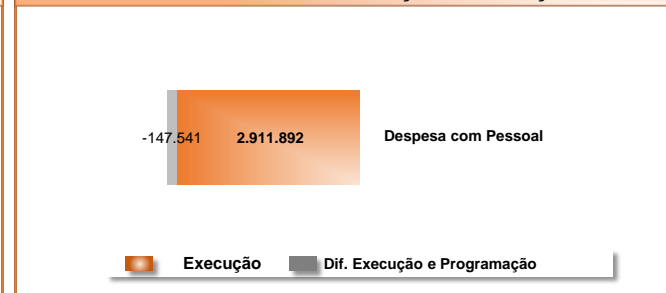 -147.541 2.911.892 Despesa com Pessoal
Execução Dif. Execução e Programação